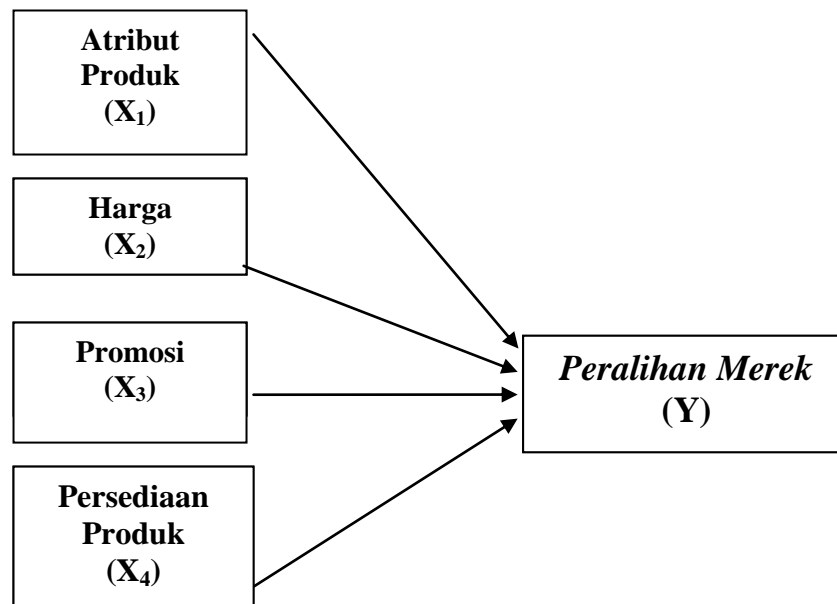 Atribut
Produk
(X₁)
Harga
(X₂)
Promosi
(X₃)
Persediaan
Produk
(X₄)
Peralihan Merek
(Y)